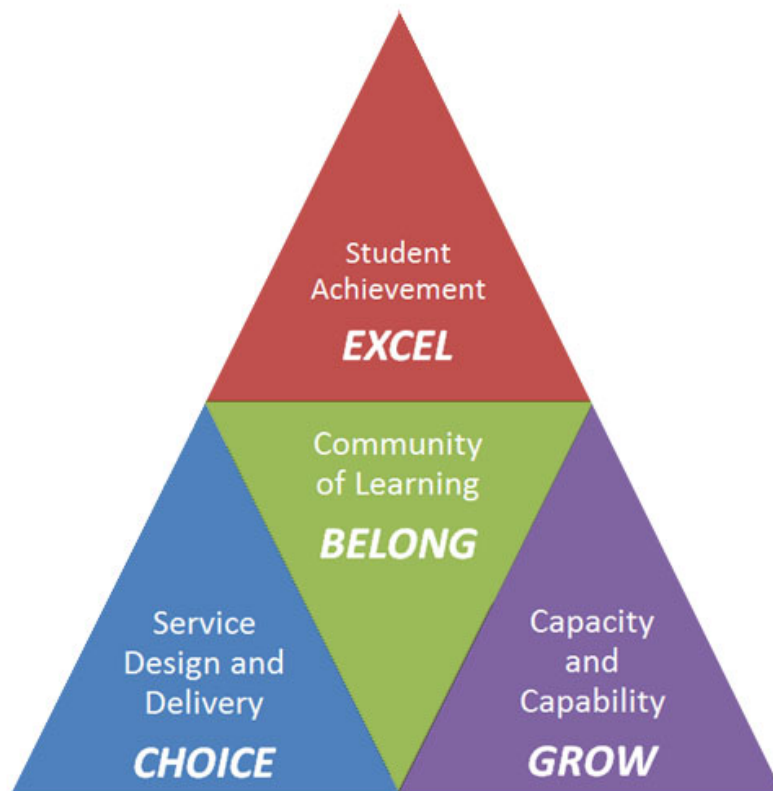 Student
Achievement
EXCEL
Community
of Learning
BELONG
Service
Design and
Delivery
CHOICE
Capacity
and
Capability
GROW